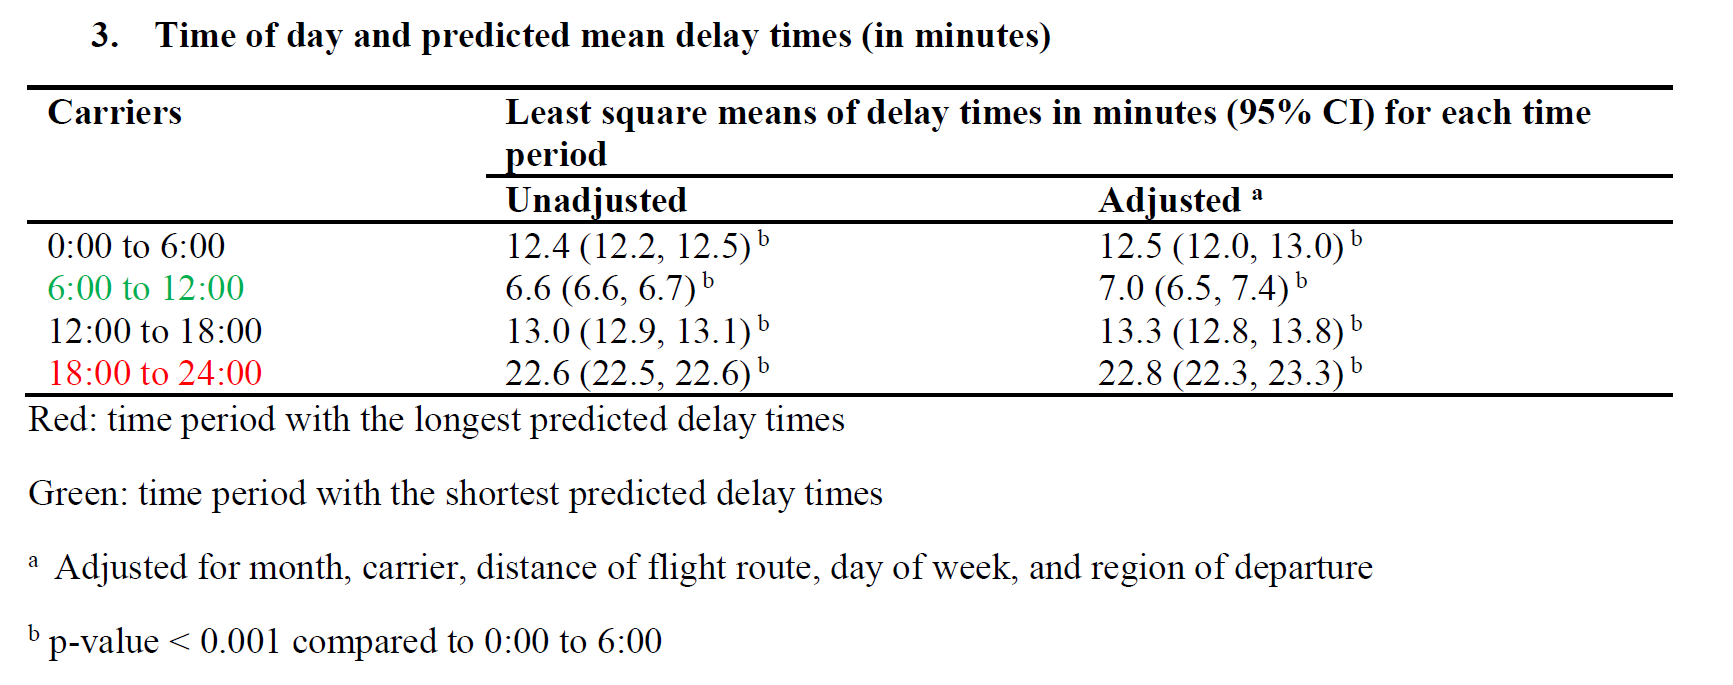 3. Time of day and predicted mean delay times (in minutes)
Carriers Least square means of delay times in minutes (95% CI) for each time
period
Unadjusted Adjusted ᵃ
0:00 to 6:00 12.4 (12.2, 12.5) ᵇ 12.5 (12.0, 13.0) ᵇ
6:00 to 12:00 6.6 (6.6, 6.7) ᵇ 7.0 (6.5, 7.4) ᵇ
12:00 to 18:00 13.0 (12.9, 13.1) ᵇ 13.3 (12.8, 13.8) ᵇ
18:00 to 24:00 22.6 (22.5, 22.6) ᵇ 22.8 (22.3, 23.3) ᵇ
Red: time period with the longest predicted delay times
Green: time period with the shortest predicted delay times
ᵃ Adjusted for month, carrier, distance of flight route, day of week, and region of departure
ᵇ p-value < 0.001 compared to 0:00 to 6:00